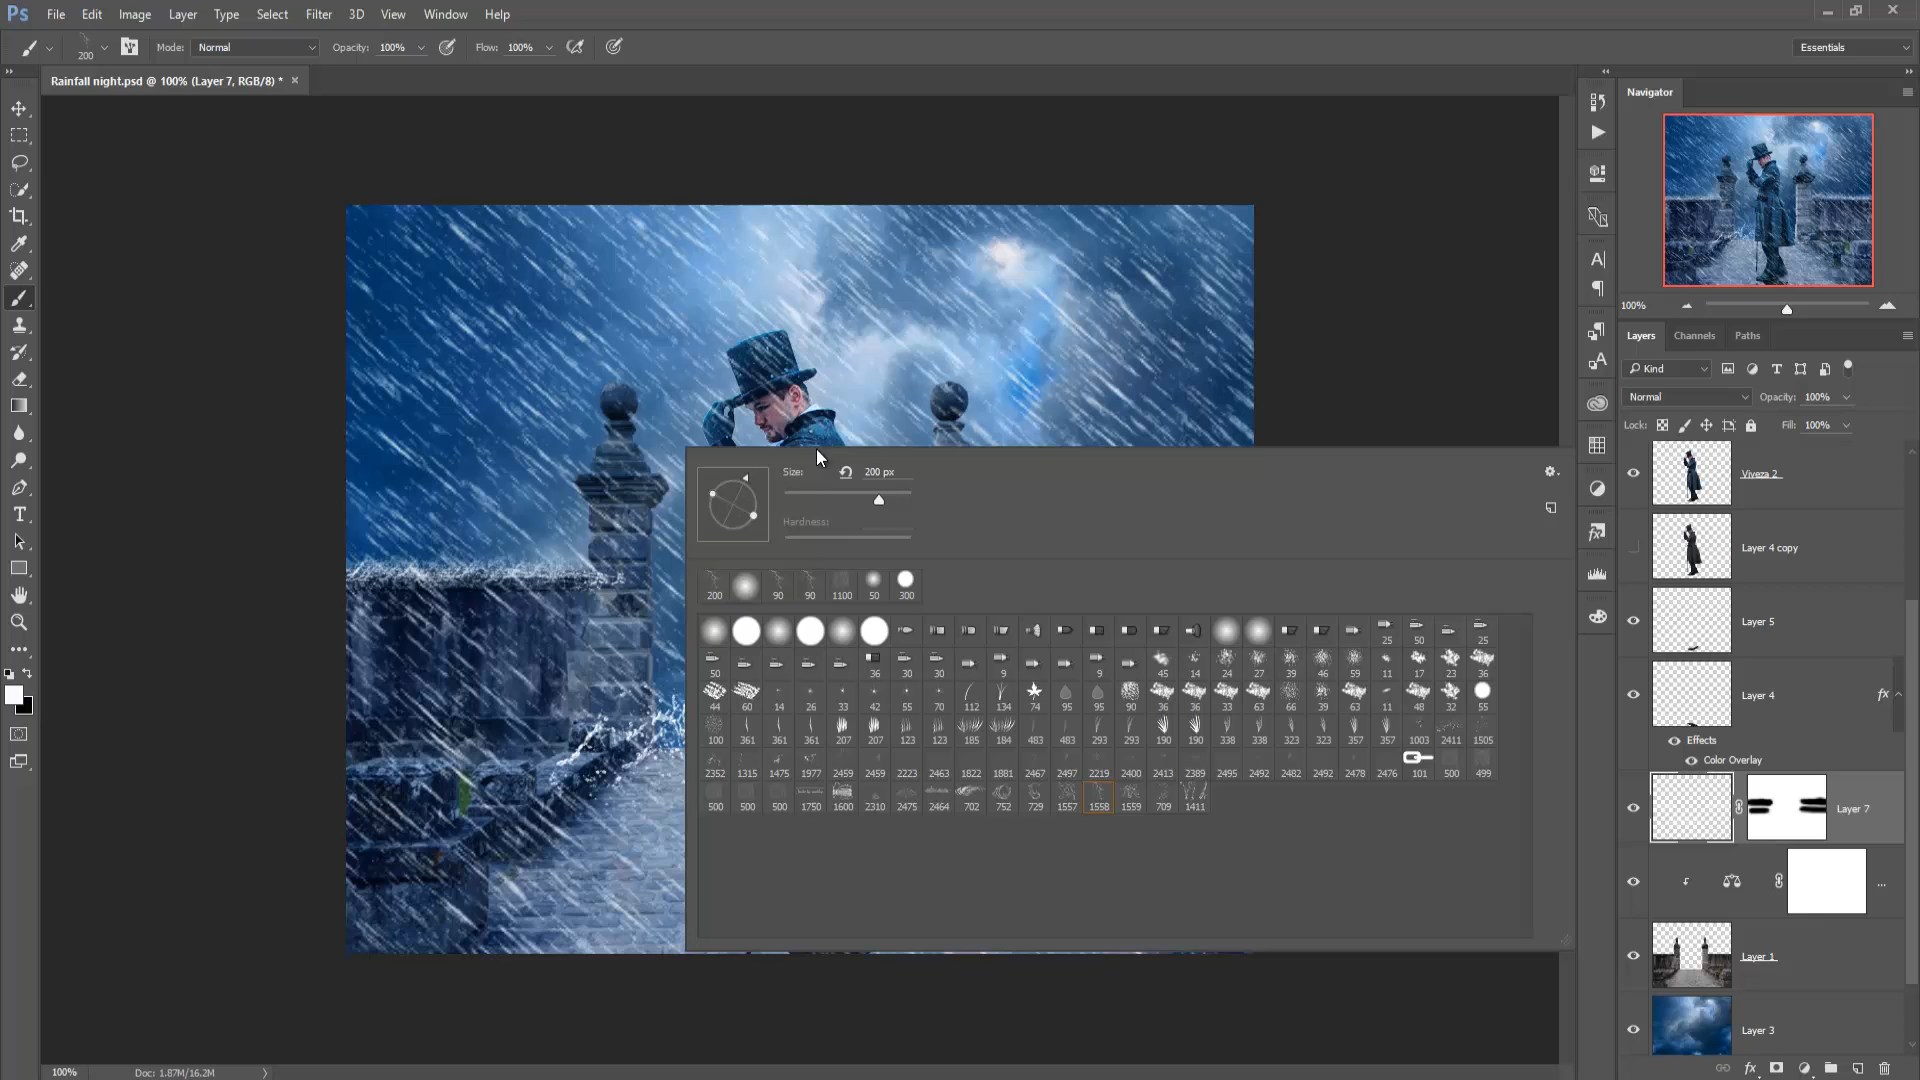 Ps File Edit Image Layer Type Select Filter 3D View Window Help
200 Mode: Normal Opacity: 100% Flow: 100% Essentials
Rainfall night.psd @ 100% (Layer 7, RGB/8) * ×
Navigator
100%
Layers Channels Paths
Kind
Normal Opacity: 100%
Lock: Fill: 100%
Viveza 2
Layer 4 copy
Layer 5
Layer 4 fx
Effects
Color Overlay
Layer 7
...
Layer 1
Layer 3
Size: 200 px
Hardness:
200 90 90 1100 50 300
25 50 25
50 36 30 30 9 9 45 14 24 27 39 46 59 11 17 23 36
44 60 14 26 33 42 55 70 112 134 74 95 95 90 36 36 33 63 66 39 63 11 48 32 55
100 361 361 361 207 207 123 123 185 184 483 483 293 293 190 190 338 338 323 323 357 357 1003 2411 1505
2352 1315 1475 1977 2459 2459 2223 2463 1822 1881 2467 2497 2219 2400 2413 2389 2495 2492 2482 2492 2478 2476 101 500 499
500 500 500 1750 1600 2310 2475 2464 702 752 729 1557 1558 1559 709 1411
100% Doc: 1.87M/16.2M